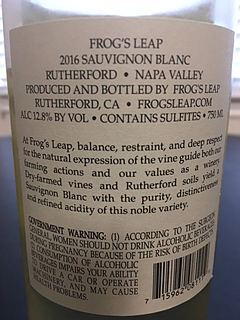 FROG'S LEAP
2016 SAUVIGNON BLANC
RUTHERFORD • NAPA VALLEY
PRODUCED AND BOTTLED BY FROG'S LEAP
RUTHERFORD, CA • FROGSLEAP.COM
ALC 12.8% BY VOL • CONTAINS SULFITES • 750 ML
At Frog's Leap, balance, restraint, and deep respect
for the natural expression of the vine guide both our
farming actions and our values as a winery.
Dry-farmed vines and Rutherford soils yield a
Sauvignon Blanc with the purity, distinctiveness
and refined acidity of this noble variety.
GOVERNMENT WARNING: (1) ACCORDING TO THE SURGEON
GENERAL, WOMEN SHOULD NOT DRINK ALCOHOLIC BEVERAGES
DURING PREGNANCY BECAUSE OF THE RISK OF BIRTH DEFECTS.
CONSUMPTION OF ALCOHOLIC
BEVERAGES IMPAIRS YOUR ABILITY
TO DRIVE A CAR OR OPERATE
MACHINERY, AND MAY CAUSE
HEALTH PROBLEMS.